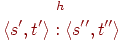 h
⟨s′, t′⟩ : ⟨s′′, t′′⟩